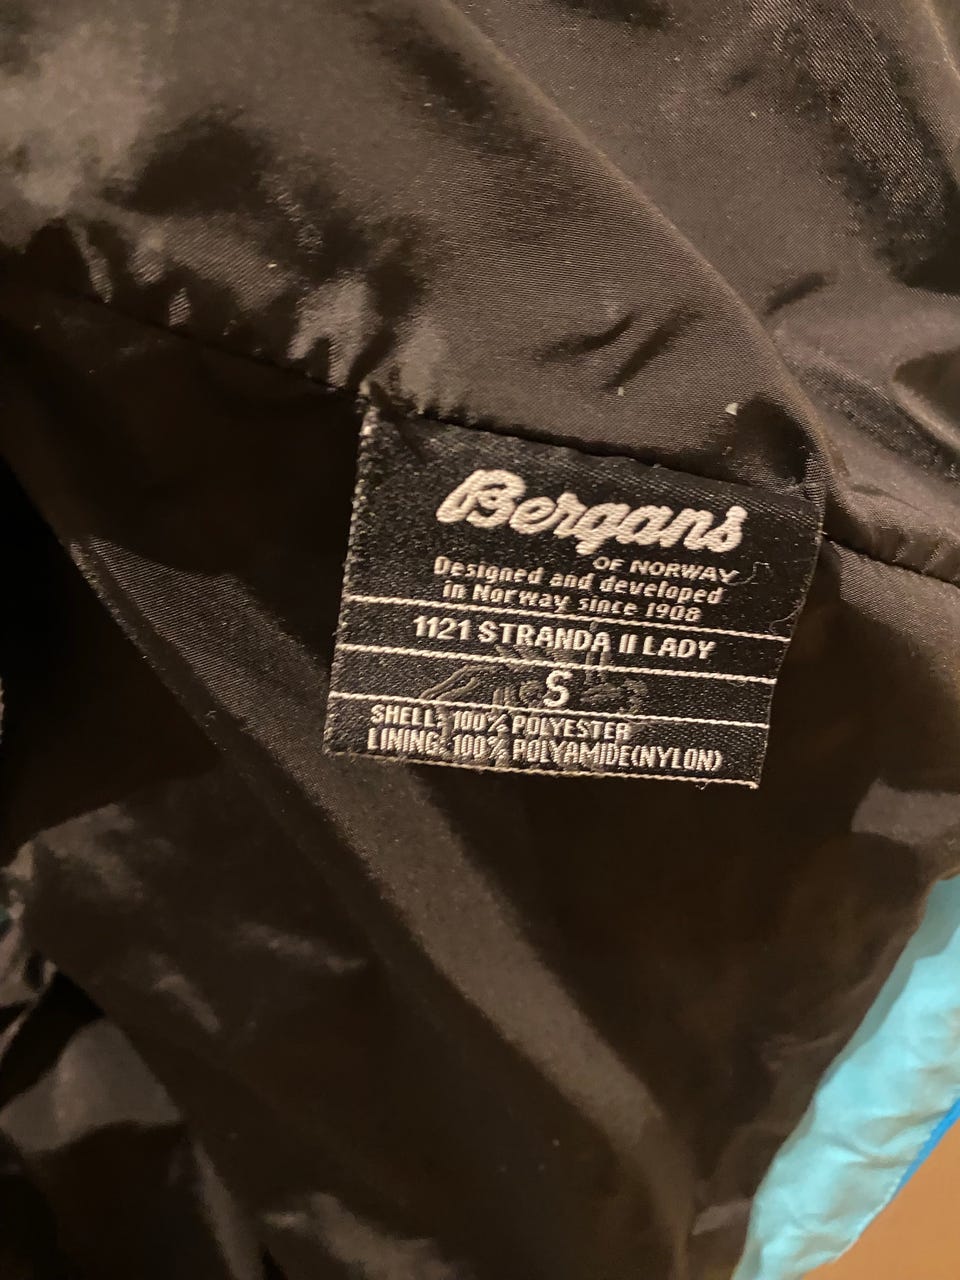 Bergans
OF NORWAY
Designed and developed
in Norway since 1908
1121 STRANDA II LADY
S
SHELL: 100% POLYESTER
LINING: 100% POLYAMIDE(NYLON)